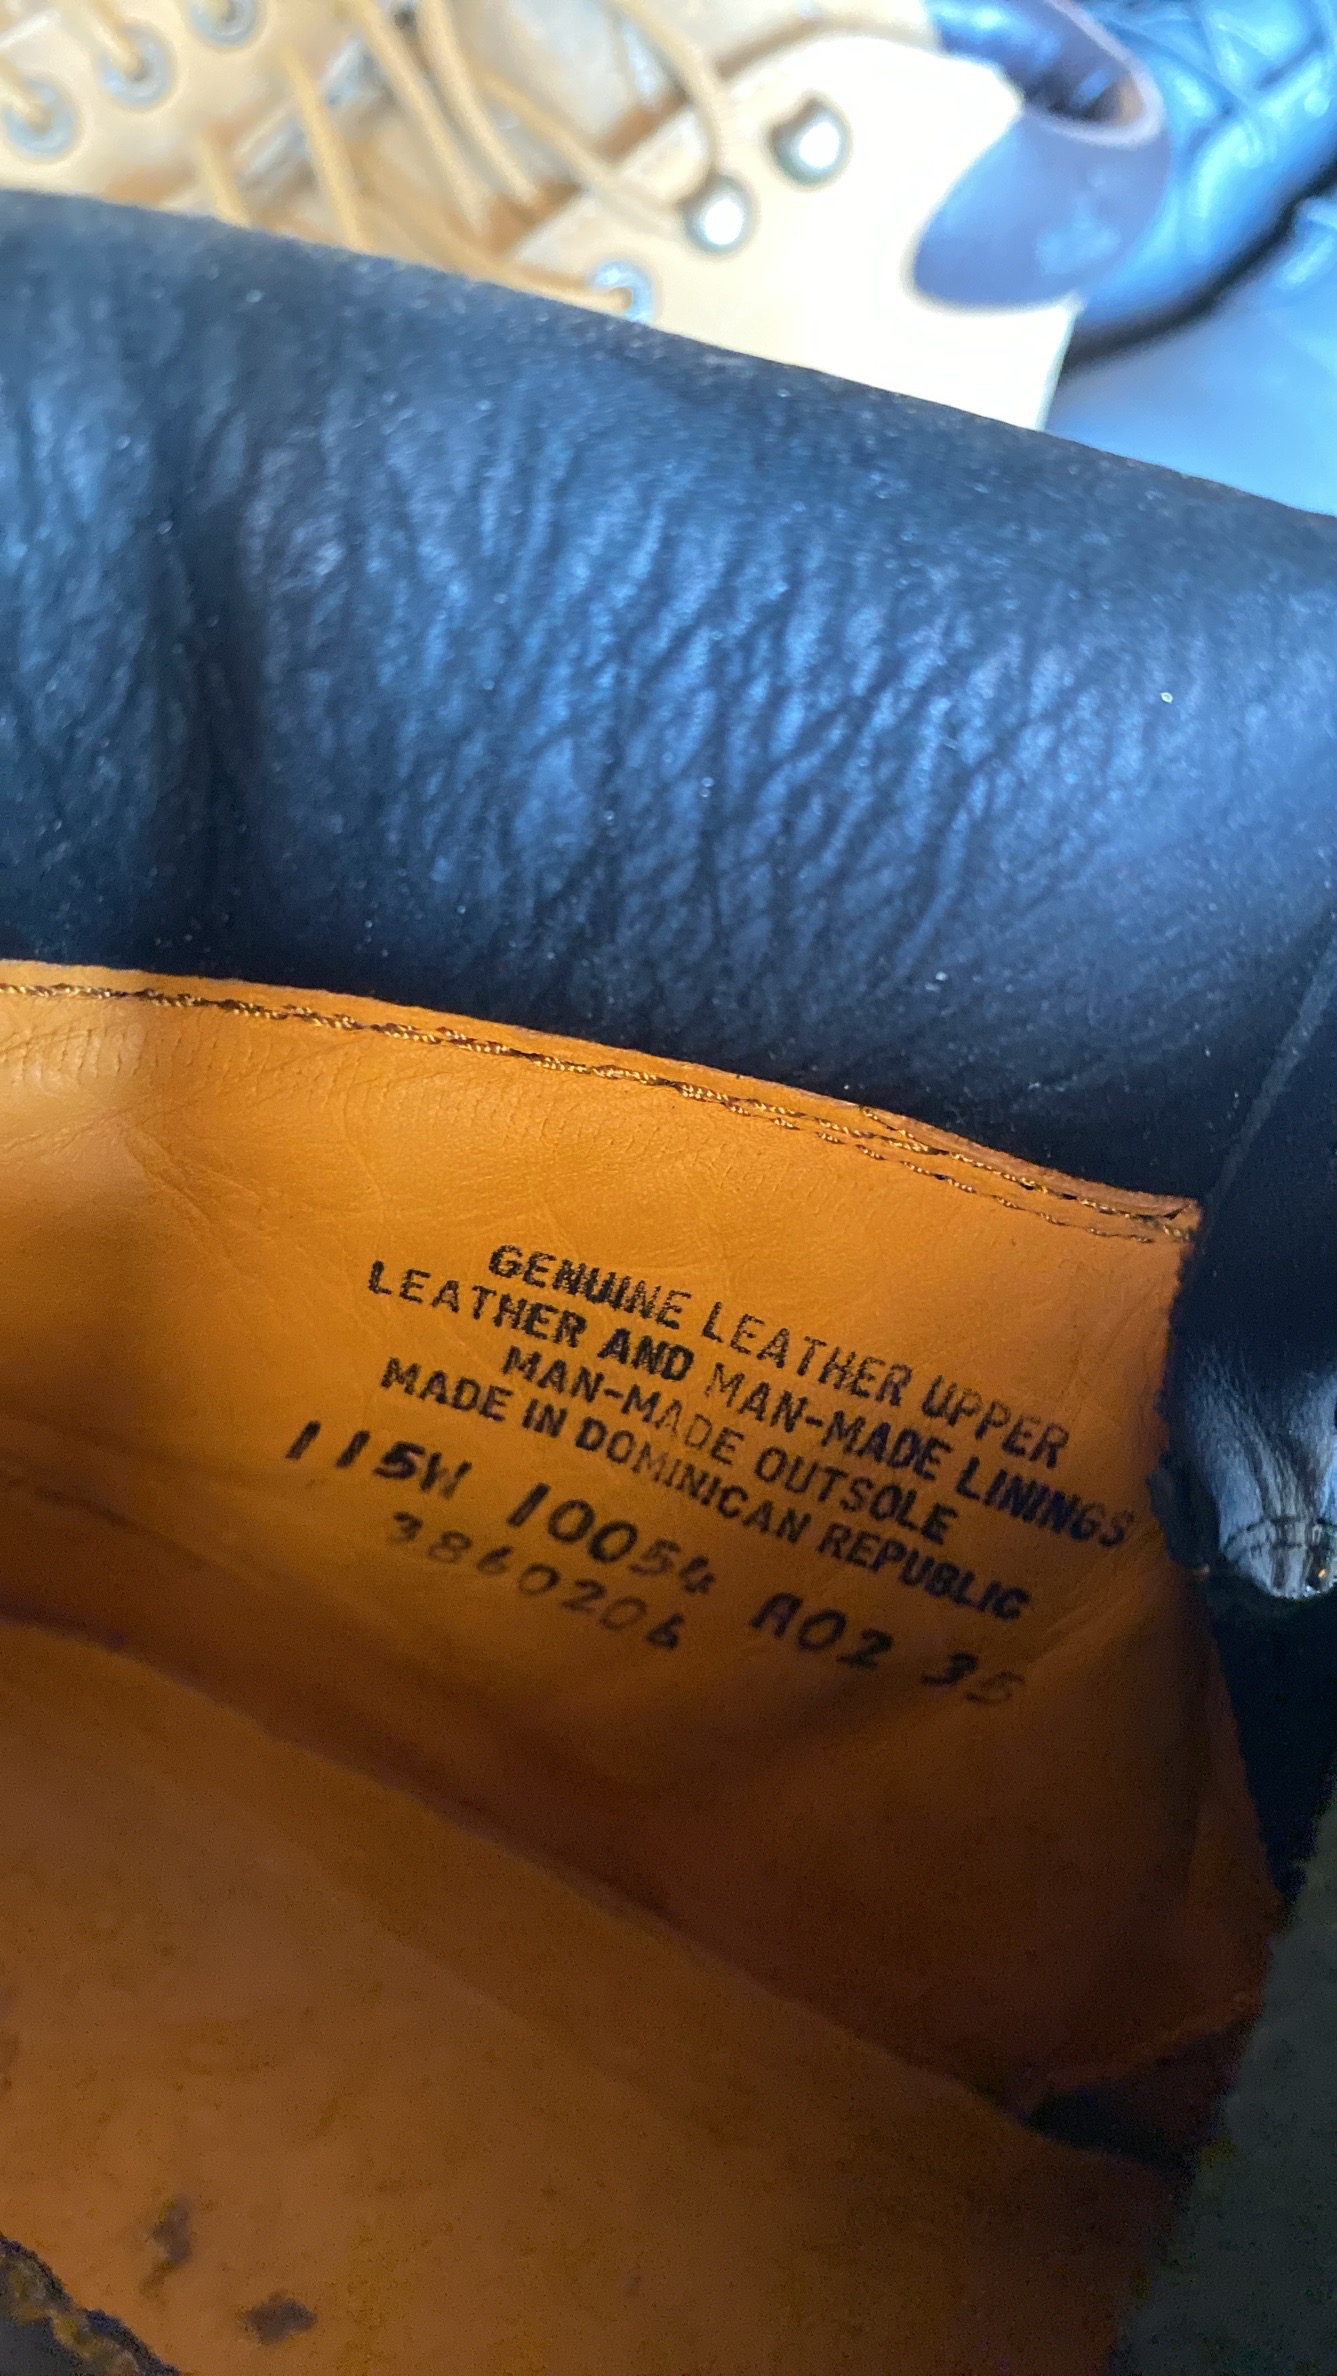 GENUINE LEATHER UPPER
LEATHER AND MAN-MADE LININGS
MAN-MADE OUTSOLE
MADE IN DOMINICAN REPUBLIC
115W 10054 A02 35
3860206